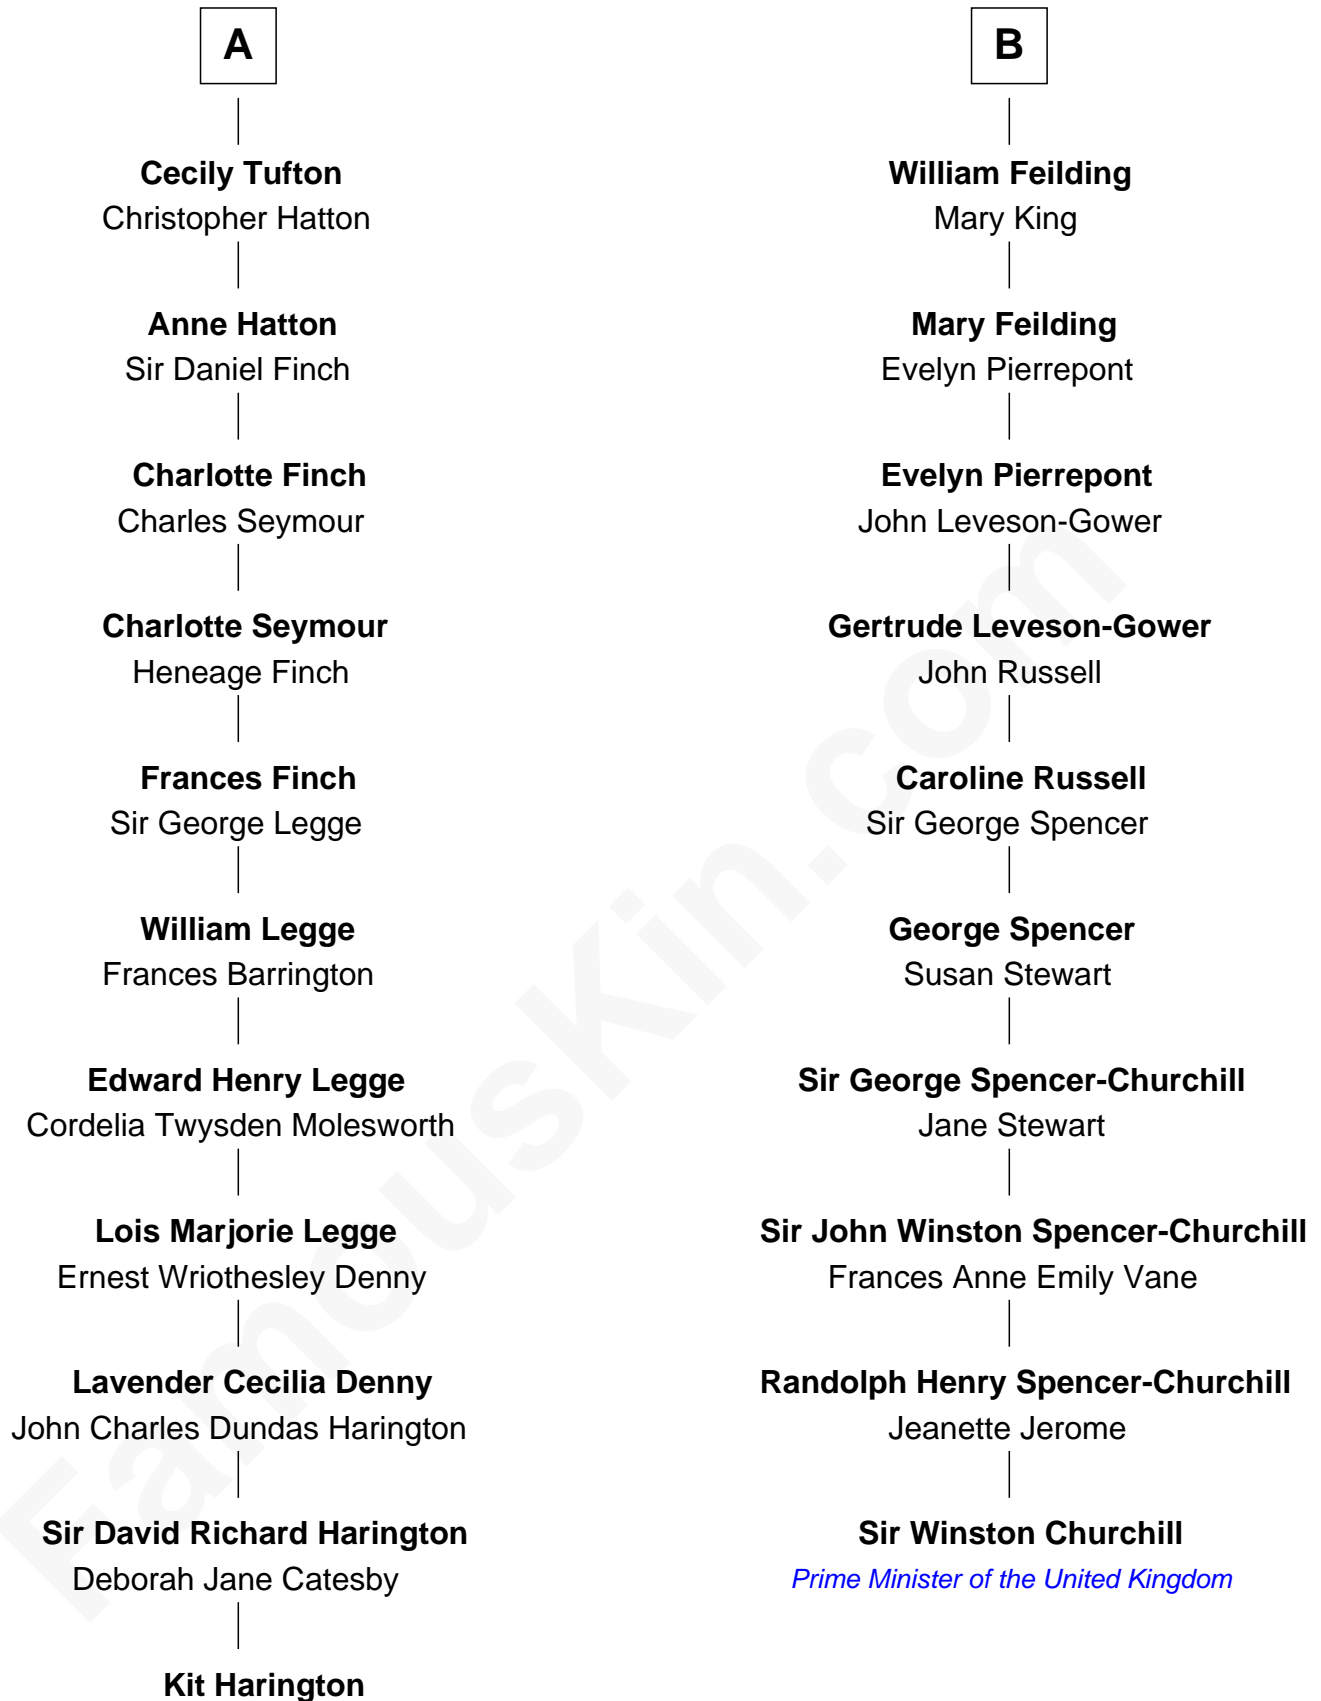 A
Cecily Tufton
Christopher Hatton
Anne Hatton
Sir Daniel Finch
Charlotte Finch
Charles Seymour
Charlotte Seymour
Heneage Finch
Frances Finch
Sir George Legge
William Legge
Frances Barrington
Edward Henry Legge
Cordelia Twysden Molesworth
Lois Marjorie Legge
Ernest Wriothesley Denny
Lavender Cecilia Denny
John Charles Dundas Harington
Sir David Richard Harington
Deborah Jane Catesby
Kit Harington
B
William Feilding
Mary King
Mary Feilding
Evelyn Pierrepont
Evelyn Pierrepont
John Leveson-Gower
Gertrude Leveson-Gower
John Russell
Caroline Russell
Sir George Spencer
George Spencer
Susan Stewart
Sir George Spencer-Churchill
Jane Stewart
Sir John Winston Spencer-Churchill
Frances Anne Emily Vane
Randolph Henry Spencer-Churchill
Jeanette Jerome
Sir Winston Churchill
Prime Minister of the United Kingdom
FamousKin.com